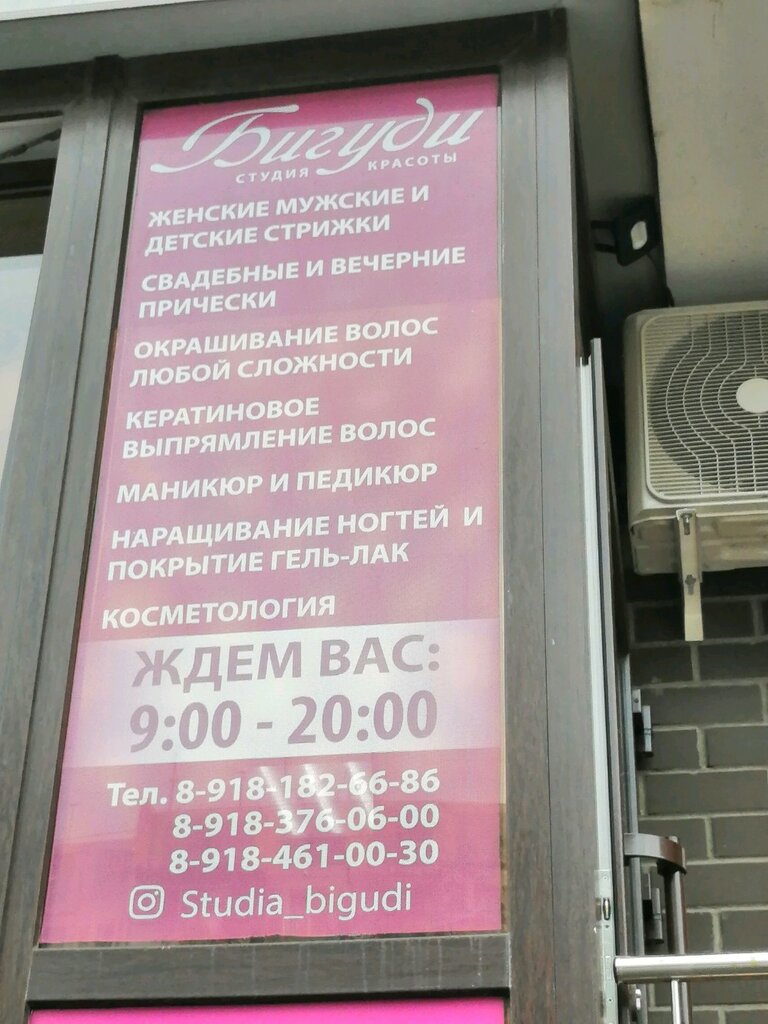 Бигуди
СТУДИЯ КРАСОТЫ
ЖЕНСКИЕ МУЖСКИЕ И
ДЕТСКИЕ СТРИЖКИ
СВАДЕБНЫЕ И ВЕЧЕРНИЕ
ПРИЧЕСКИ
ОКРАШИВАНИЕ ВОЛОС
ЛЮБОЙ СЛОЖНОСТИ
КЕРАТИНОВОЕ
ВЫПРЯМЛЕНИЕ ВОЛОС
МАНИКЮР И ПЕДИКЮР
НАРАЩИВАНИЕ НОГТЕЙ И
ПОКРЫТИЕ ГЕЛЬ-ЛАК
КОСМЕТОЛОГИЯ
ЖДЕМ ВАС:
9:00 - 20:00
Тел. 8-918-182-66-86
8-918-376-06-00
8-918-461-00-30
Studia_bigudi